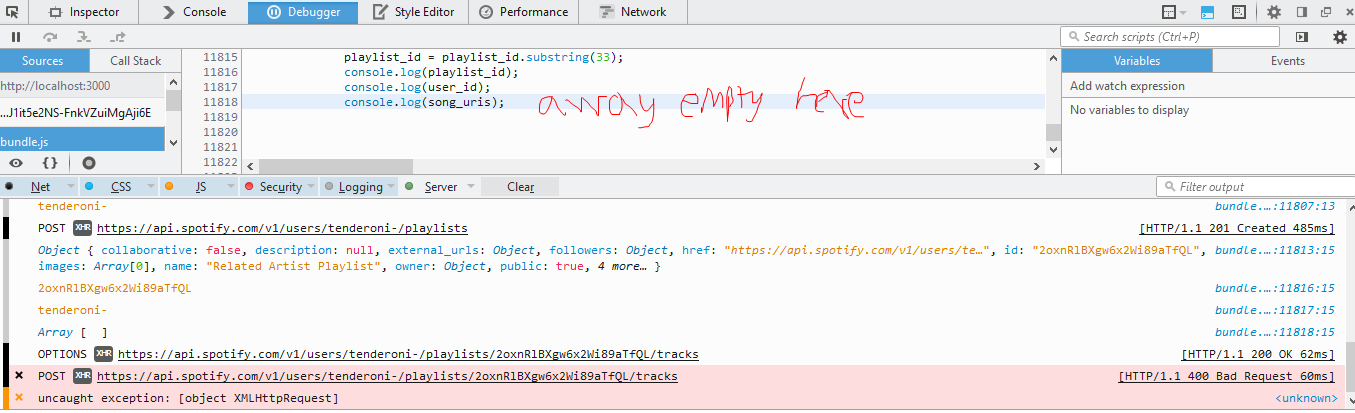 Inspector Console Debugger Style Editor Performance Network
Search scripts (Ctrl+P)
Sources Call Stack
http://localhost:3000
...J1it5e2NS-FnkVZuiMgAji6E
bundle.js
{}
11815 playlist_id = playlist_id.substring(33);
11816 console.log(playlist_id);
11817 console.log(user_id);
11818 console.log(song_uris);
11819
11820
11821
11822
array empty here
Variables Events
Add watch expression
No variables to display
Net CSS JS Security Logging Server Clear Filter output
tenderoni- bundle.…:11807:13
POST XHR https://api.spotify.com/v1/users/tenderoni-/playlists [HTTP/1.1 201 Created 485ms]
Object { collaborative: false, description: null, external_urls: Object, followers: Object, href: "https://api.spotify.com/v1/users/te…", id: "2oxnRlBXgw6x2Wi89aTfQL", bundle.…:11813:15
images: Array[0], name: "Related Artist Playlist", owner: Object, public: true, 4 more… }
2oxnRlBXgw6x2Wi89aTfQL bundle.…:11816:15
tenderoni- bundle.…:11817:15
Array [ ] bundle.…:11818:15
OPTIONS XHR https://api.spotify.com/v1/users/tenderoni-/playlists/2oxnRlBXgw6x2Wi89aTfQL/tracks [HTTP/1.1 200 OK 62ms]
POST XHR https://api.spotify.com/v1/users/tenderoni-/playlists/2oxnRlBXgw6x2Wi89aTfQL/tracks [HTTP/1.1 400 Bad Request 60ms]
uncaught exception: [object XMLHttpRequest] <unknown>